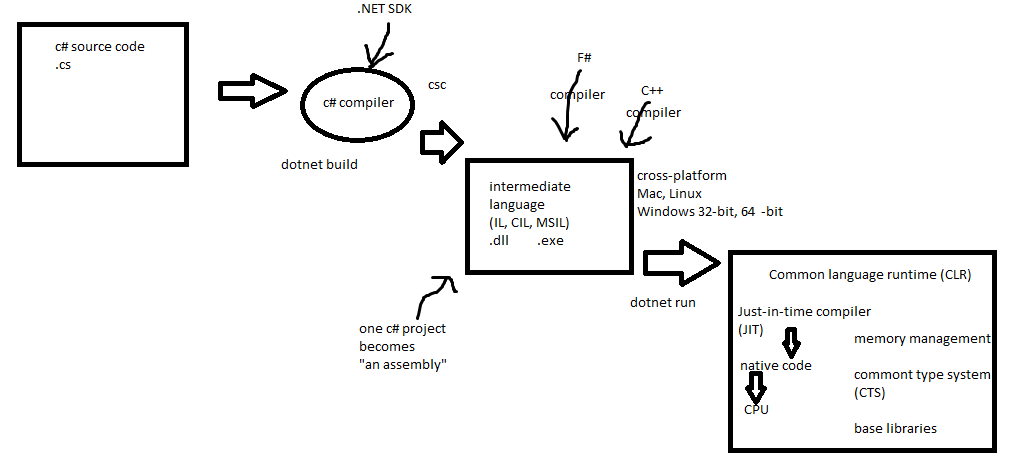 .NET SDK
c# source code
.cs
c# compiler
csc
dotnet build
F#
compiler
C++
compiler
intermediate
language
(IL, CIL, MSIL)
.dll .exe
cross-platform
Mac, Linux
Windows 32-bit, 64 -bit
one c# project
becomes
"an assembly"
dotnet run
Common language runtime (CLR)
Just-in-time compiler
(JIT)
native code
CPU
memory management
commont type system
(CTS)
base libraries